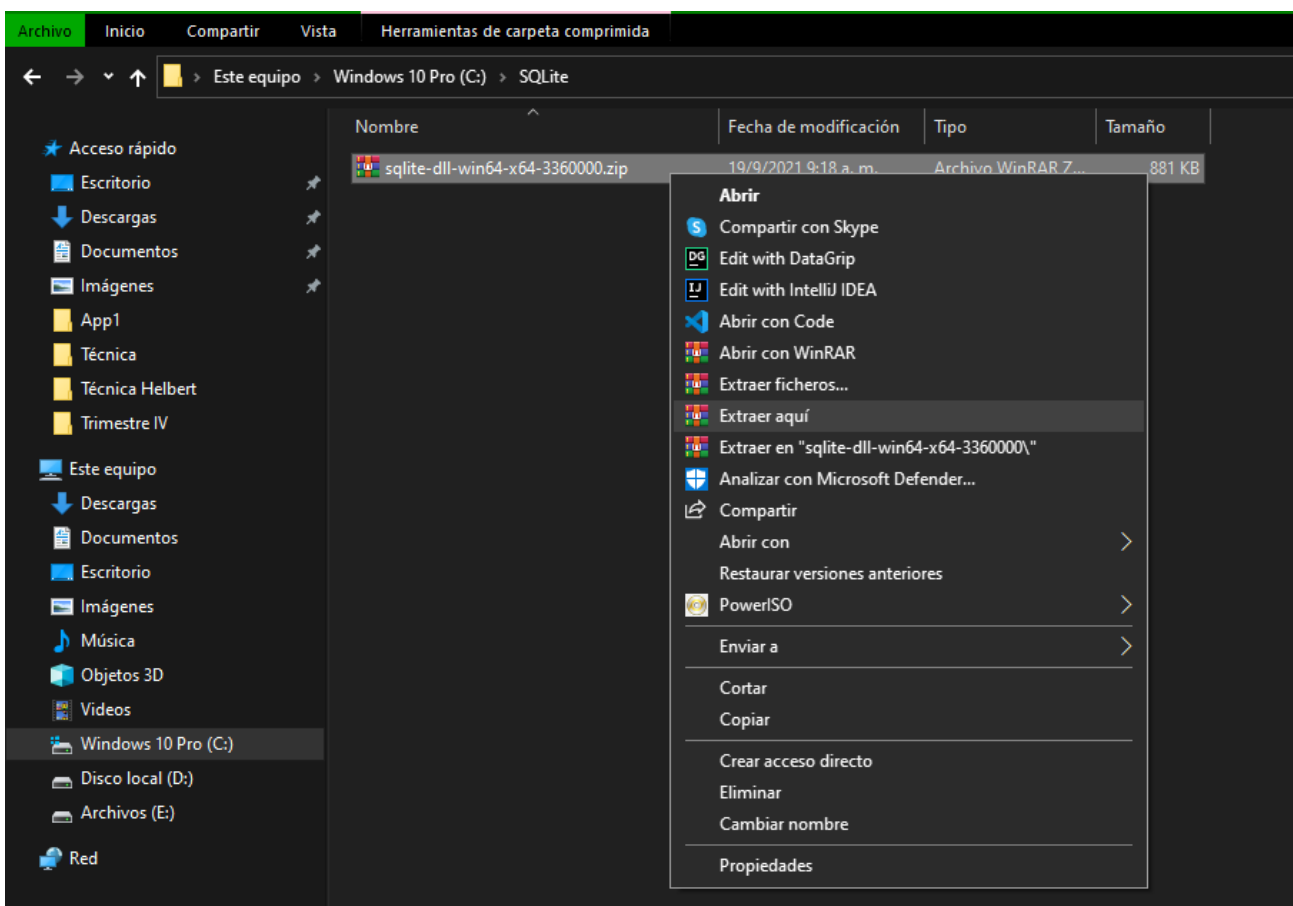 Archivo Inicio Compartir Vista Herramientas de carpeta comprimida
Este equipo > Windows 10 Pro (C:) > SQLite
Nombre Fecha de modificación Tipo Tamaño
sqlite-dll-win64-x64-3360000.zip 19/9/2021 9:18 a. m. Archivo WinRAR Z... 881 KB
Acceso rápido
Escritorio
Descargas
Documentos
Imágenes
App1
Técnica
Técnica Helbert
Trimestre IV
Este equipo
Descargas
Documentos
Escritorio
Imágenes
Música
Objetos 3D
Videos
Windows 10 Pro (C:)
Disco local (D:)
Archivos (E:)
Red
Abrir
Compartir con Skype
Edit with DataGrip
Edit with IntelliJ IDEA
Abrir con Code
Abrir con WinRAR
Extraer ficheros...
Extraer aquí
Extraer en "sqlite-dll-win64-x64-3360000\"
Analizar con Microsoft Defender...
Compartir
Abrir con
Restaurar versiones anteriores
PowerISO
Enviar a
Cortar
Copiar
Crear acceso directo
Eliminar
Cambiar nombre
Propiedades